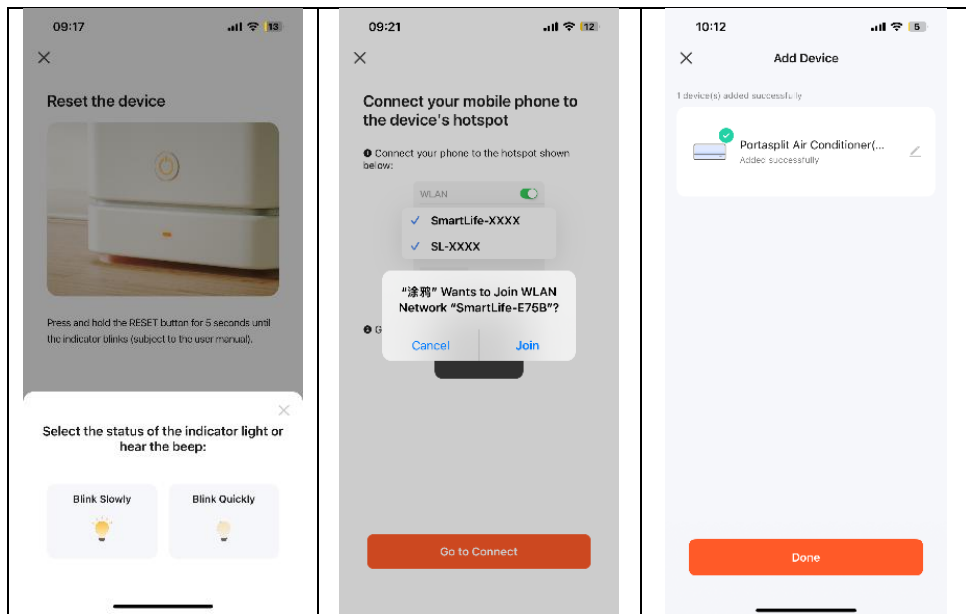 09:17
13
Reset the device
Press and hold the RESET button for 5 seconds until
the indicator blinks (subject to the user manual).
Select the status of the indicator light or
hear the beep:
Blink Slowly
Blink Quickly
09:21
12
Connect your mobile phone to
the device's hotspot
❶ Connect your phone to the hotspot shown
below:
WLAN
SmartLife-XXXX
SL-XXXX
“涂鸦” Wants to Join WLAN
Network “SmartLife-E75B”?
❷ G
Cancel
Join
Go to Connect
10:12
5
Add Device
1 device(s) added successfully
Portasplit Air Conditioner(...
Added successfully
Done